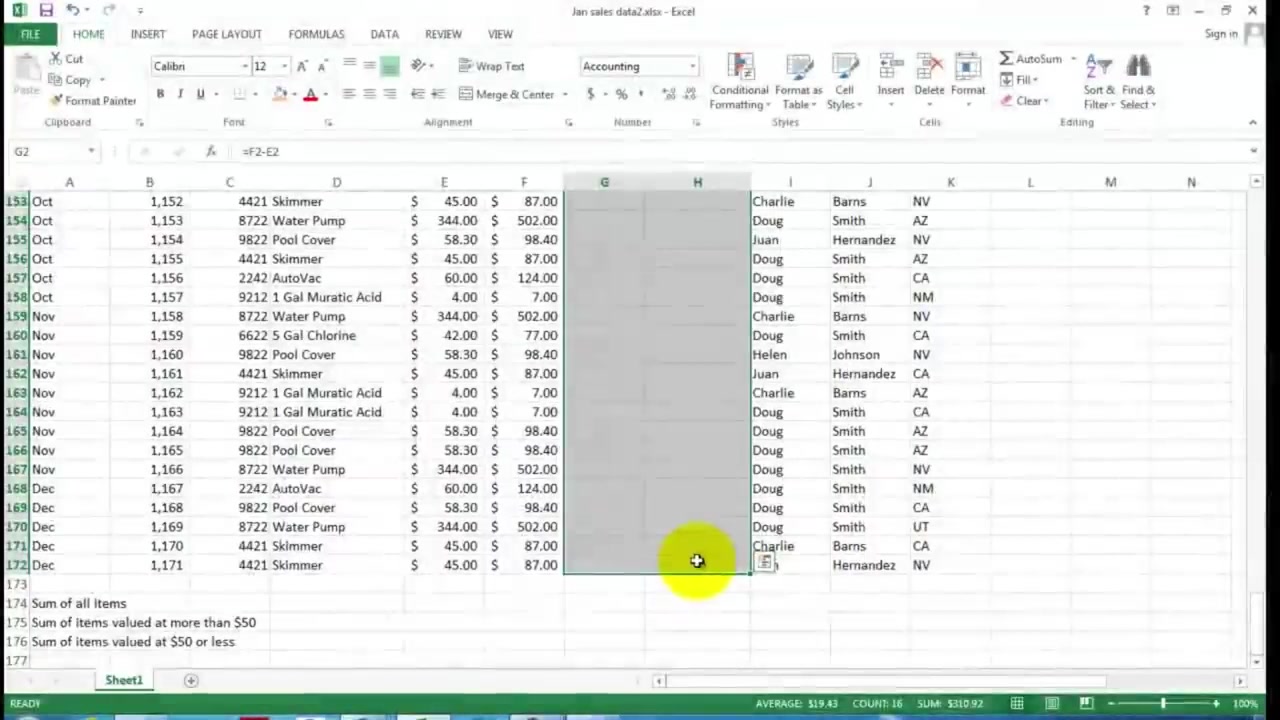 Jan sales data2.xlsx - Excel
? 
Sign in
FILE HOME INSERT PAGE LAYOUT FORMULAS DATA REVIEW VIEW
Paste Cut Copy Format Painter
Calibri 12
B I U A
Wrap Text
Merge & Center
Accounting
$ %
Conditional Formatting
Format as Table
Cell Styles
Insert Delete Format
AutoSum Fill Clear
Sort & Filter
Find & Select
Clipboard Font Alignment Number Styles Cells Editing
G2 fx =F2-E2
A B C D E F G H I J K L M N
153 Oct 1,152 4421 Skimmer $ 45.00 $ 87.00 Charlie Barns NV
154 Oct 1,153 8722 Water Pump $ 344.00 $ 502.00 Doug Smith AZ
155 Oct 1,154 9822 Pool Cover $ 58.30 $ 98.40 Juan Hernandez NV
156 Oct 1,155 4421 Skimmer $ 45.00 $ 87.00 Doug Smith AZ
157 Oct 1,156 2242 AutoVac $ 60.00 $ 124.00 Doug Smith CA
158 Oct 1,157 9212 1 Gal Muratic Acid $ 4.00 $ 7.00 Doug Smith NM
159 Nov 1,158 8722 Water Pump $ 344.00 $ 502.00 Charlie Barns NV
160 Nov 1,159 6622 5 Gal Chlorine $ 42.00 $ 77.00 Doug Smith CA
161 Nov 1,160 9822 Pool Cover $ 58.30 $ 98.40 Helen Johnson NV
162 Nov 1,161 4421 Skimmer $ 45.00 $ 87.00 Juan Hernandez CA
163 Nov 1,162 9212 1 Gal Muratic Acid $ 4.00 $ 7.00 Charlie Barns AZ
164 Nov 1,163 9212 1 Gal Muratic Acid $ 4.00 $ 7.00 Doug Smith CA
165 Nov 1,164 9822 Pool Cover $ 58.30 $ 98.40 Doug Smith AZ
166 Nov 1,165 9822 Pool Cover $ 58.30 $ 98.40 Doug Smith AZ
167 Nov 1,166 8722 Water Pump $ 344.00 $ 502.00 Doug Smith NV
168 Dec 1,167 2242 AutoVac $ 60.00 $ 124.00 Doug Smith NM
169 Dec 1,168 9822 Pool Cover $ 58.30 $ 98.40 Doug Smith CA
170 Dec 1,169 8722 Water Pump $ 344.00 $ 502.00 Doug Smith UT
171 Dec 1,170 4421 Skimmer $ 45.00 $ 87.00 Charlie Barns CA
172 Dec 1,171 4421 Skimmer $ 45.00 $ 87.00 Hernandez NV
173
174 Sum of all items
175 Sum of items valued at more than $50
176 Sum of items valued at $50 or less
177
Sheet1
READY AVERAGE: $19.43 COUNT: 16 SUM: $310.92 100%